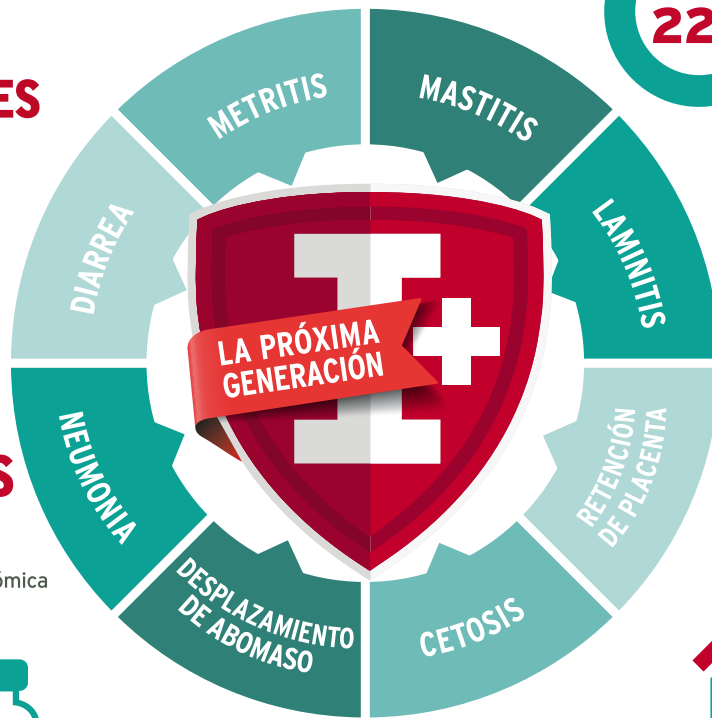 22
ES
METRITIS
MASTITIS
DIARREA
LAMINITIS
I+
LA PRÓXIMA
GENERACIÓN
NEUMONIA
RETENCIÓN
DE PLACENTA
S
ómica
DESPLAZAMIENTO
DE ABOMASO
CETOSIS